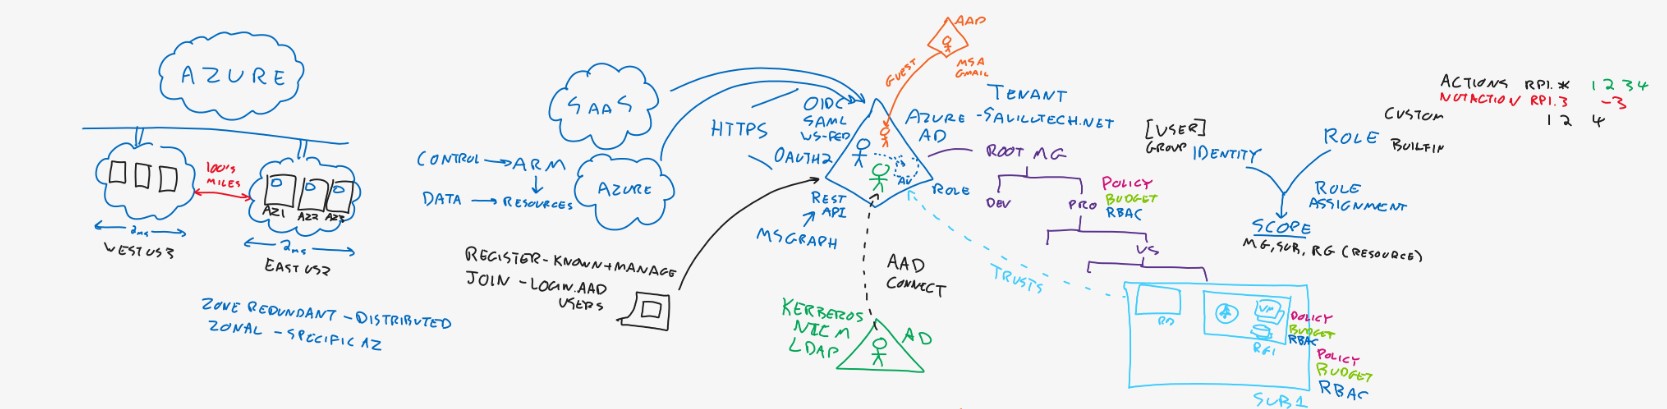 AZURE
100'S
MILES
AZ1 AZ2 AZ3
2ms
2ms
WEST US3
EAST US2
ZONE REDUNDANT - DISTRIBUTED
ZONAL - SPECIFIC AZ
SAAS
AZURE
CONTROL → ARM
DATA → RESOURCES
HTTPS
OIDC
SAML
WS-FED
OAUTH2
REST
API
MSGRAPH
REGISTER - KNOWN + MANAGE
JOIN - LOGIN. AAD
USERS
KERBEROS
NTLM
LDAP
AD
AAD
CONNECT
AAD
MSA
GMAIL
GUEST
TENANT
AZURE - SAVILLTECH.NET
AD
AU
ROLE
ROOT MG
DEV
PRO
POLICY
BUDGET
RBAC
US
TRUSTS
VM
RG1
POLICY
BUDGET
RBAC
POLICY
BUDGET
RBAC
SUB1
[USER]
GROUP
IDENTITY
ROLE
CUSTOM
BUILTIN
ROLE
ASSIGNMENT
SCOPE
MG, SUB, RG (RESOURCE)
ACTIONS RP1.* 1 2 3 4
NOTACTION RP1.3 -3
1 2 4